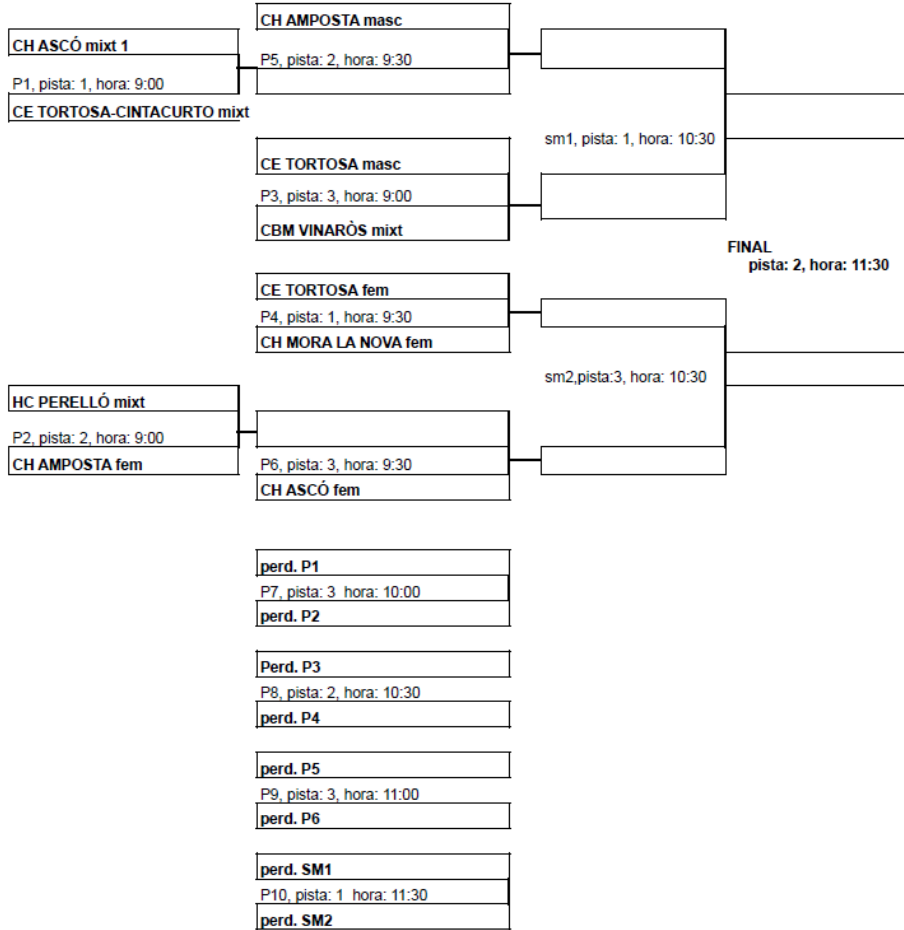 CH AMPOSTA masc
CH ASCÓ mixt 1
P5, pista: 2, hora: 9:30
P1, pista: 1, hora: 9:00
CE TORTOSA-CINTACURTO mixt
sm1, pista: 1, hora: 10:30
CE TORTOSA masc
P3, pista: 3, hora: 9:00
CBM VINARÒS mixt
FINAL
pista: 2, hora: 11:30
CE TORTOSA fem
P4, pista: 1, hora: 9:30
CH MORA LA NOVA fem
sm2,pista:3, hora: 10:30
HC PERELLÓ mixt
P2, pista: 2, hora: 9:00
CH AMPOSTA fem
P6, pista: 3, hora: 9:30
CH ASCÓ fem
perd. P1
P7, pista: 3 hora: 10:00
perd. P2
Perd. P3
P8, pista: 2, hora: 10:30
perd. P4
perd. P5
P9, pista: 3, hora: 11:00
perd. P6
perd. SM1
P10, pista: 1 hora: 11:30
perd. SM2